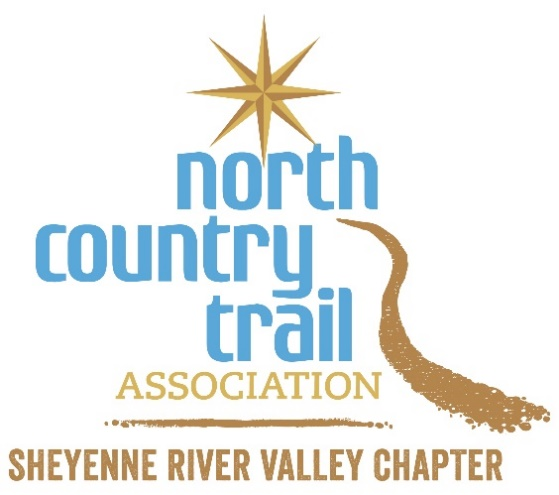 north
country
trail
ASSOCIATION
SHEYENNE RIVER VALLEY CHAPTER